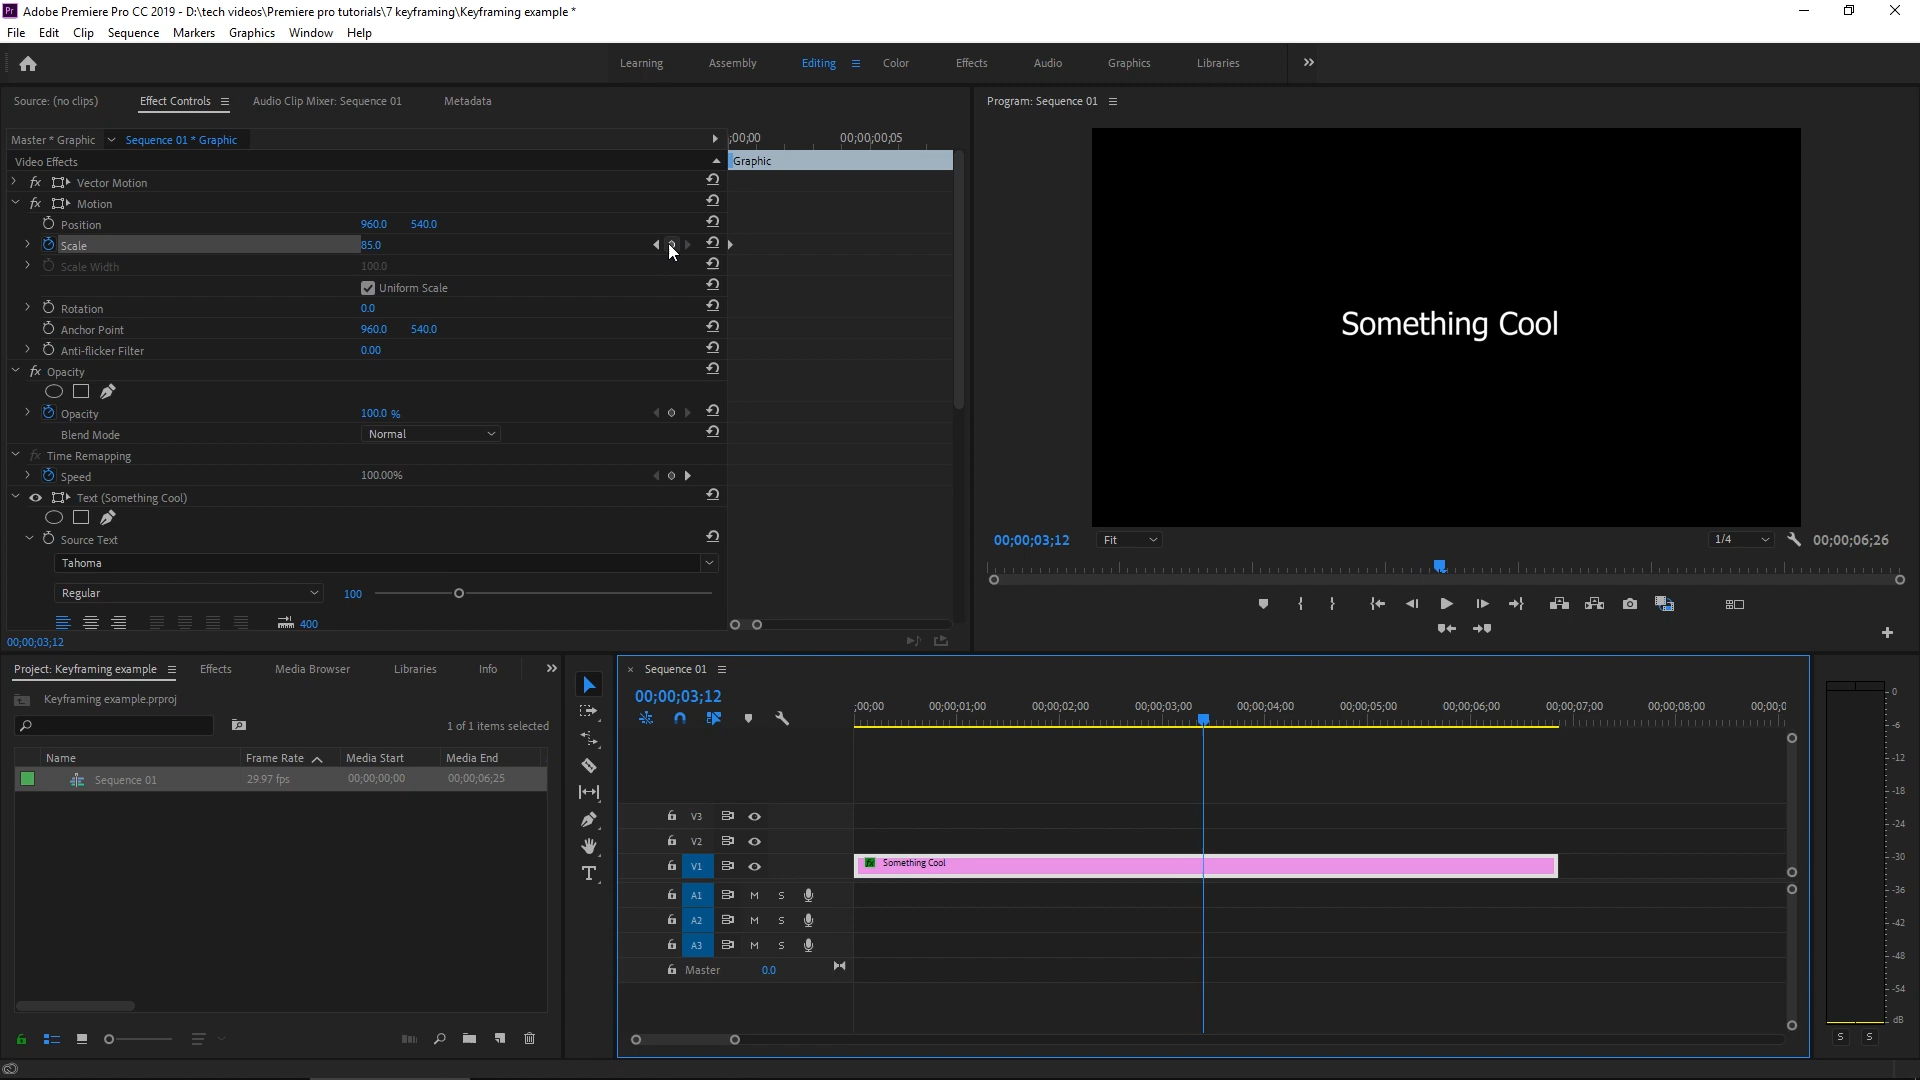 Pr Adobe Premiere Pro CC 2019 - D:\tech videos\Premiere pro tutorials\7 keyframing\Keyframing example *
File Edit Clip Sequence Markers Graphics Window Help
Learning Assembly Editing Color Effects Audio Graphics Libraries
Source: (no clips) Effect Controls Audio Clip Mixer: Sequence 01 Metadata
Program: Sequence 01
Master * Graphic Sequence 01 * Graphic
;00;00 00;00;00;05
Video Effects
Graphic
fx Vector Motion
fx Motion
Position 960.0 540.0
Scale 85.0
Scale Width 100.0
Uniform Scale
Rotation 0.0
Anchor Point 960.0 540.0
Anti-flicker Filter 0.00
fx Opacity
Opacity 100.0 %
Blend Mode Normal
fx Time Remapping
Speed 100.00%
Text (Something Cool)
Source Text
Tahoma
Regular 100
400
00;00;03;12
Something Cool
00;00;03;12 Fit 1/4 00;00;06;26
Project: Keyframing example Effects Media Browser Libraries Info
Keyframing example.prproj
1 of 1 items selected
Name Frame Rate Media Start Media End
Sequence 01 29.97 fps 00;00;00;00 00;00;06;25
× Sequence 01
00;00;03;12
;00;00 00;00;01;00 00;00;02;00 00;00;03;00 00;00;04;00 00;00;05;00 00;00;06;00 00;00;07;00 00;00;08;00 00;00;0
T
V3
V2
V1
fx Something Cool
A1 M S
A2 M S
A3 M S
Master 0.0
0
-6
-12
-18
-24
-30
-36
-42
-48
-54
dB
S S